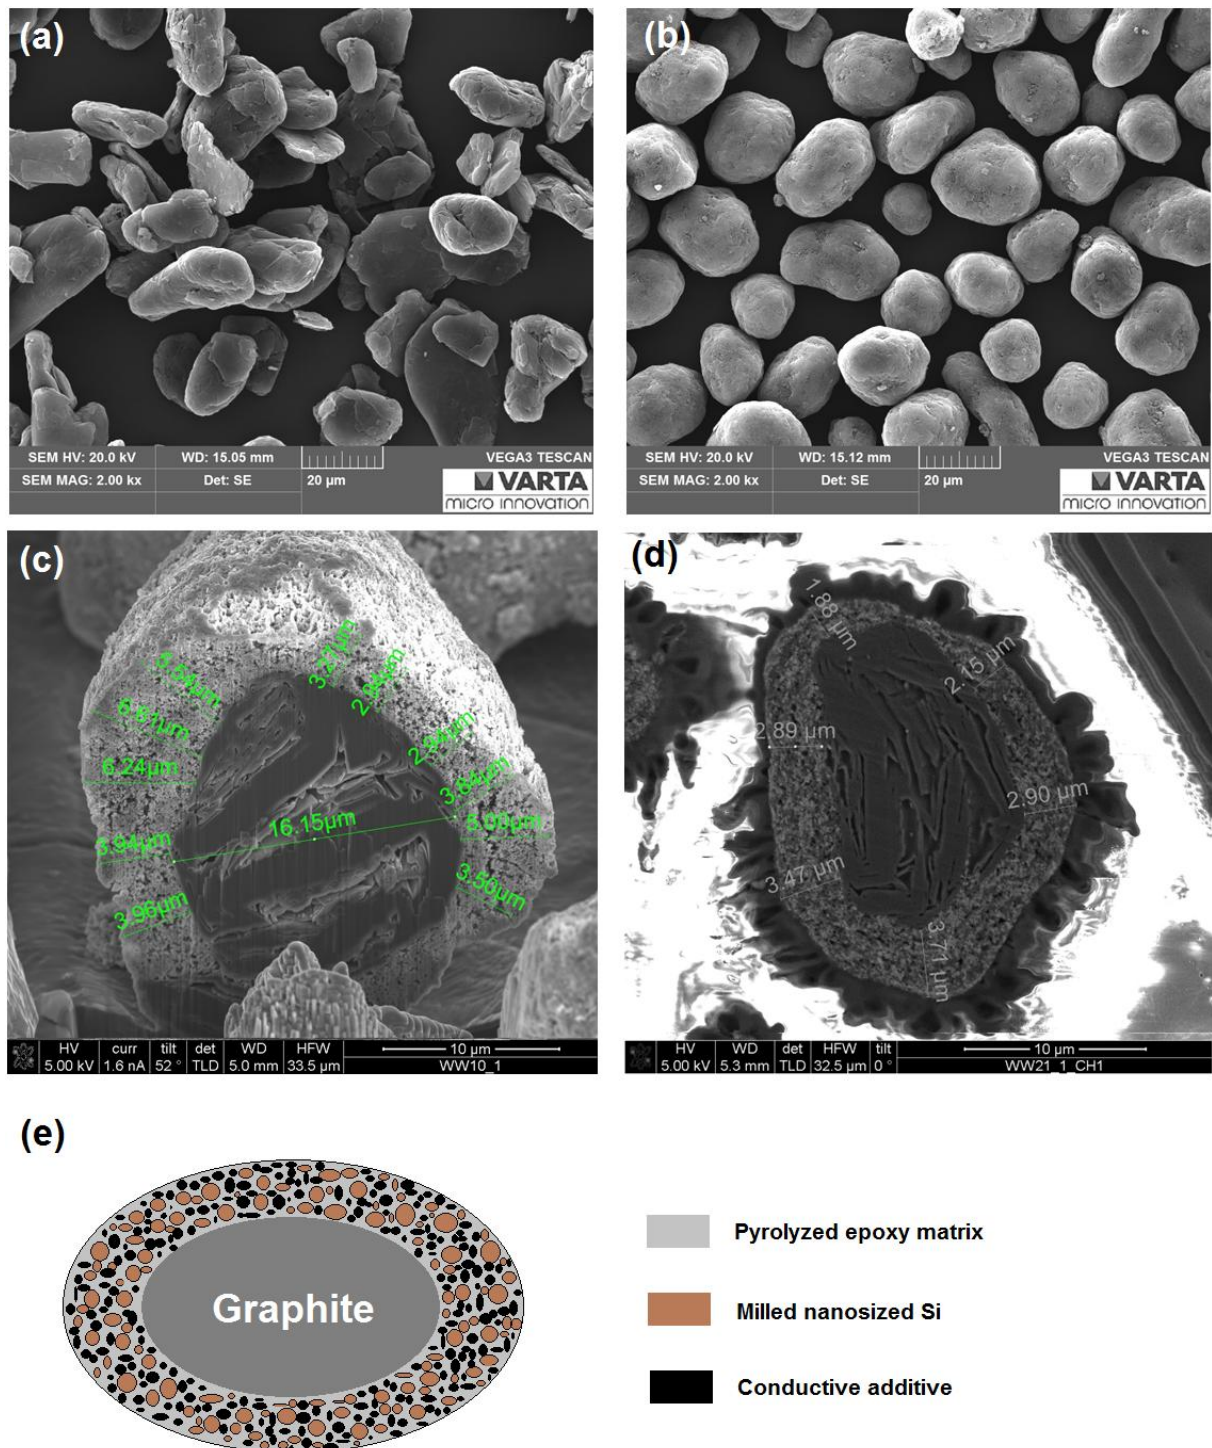 (a)
SEM HV: 20.0 kV WD: 15.05 mm VEGA3 TESCAN
SEM MAG: 2.00 kx Det: SE 20 µm
VARTA
micro innovation
(b)
SEM HV: 20.0 kV WD: 15.12 mm VEGA3 TESCAN
SEM MAG: 2.00 kx Det: SE 20 µm
VARTA
micro innovation
(c)
3.27µm
2.94µm
6.61µm
2.94µm
6.24µm
3.64µm
16.15µm
5.00µm
3.94µm
3.50µm
3.96µm
HV curr tilt det WD HFW 10 µm
5.00 kV 1.6 nA 52 ° TLD 5.0 mm 33.5 µm WW10_1
(d)
1.88 µm
2.15 µm
2.89 µm
2.90 µm
3.47 µm
3.71 µm
HV WD det HFW tilt 10 µm
5.00 kV 5.3 mm TLD 32.5 µm 0 ° WW21_1_CH1
(e)
Graphite
Pyrolyzed epoxy matrix
Milled nanosized Si
Conductive additive